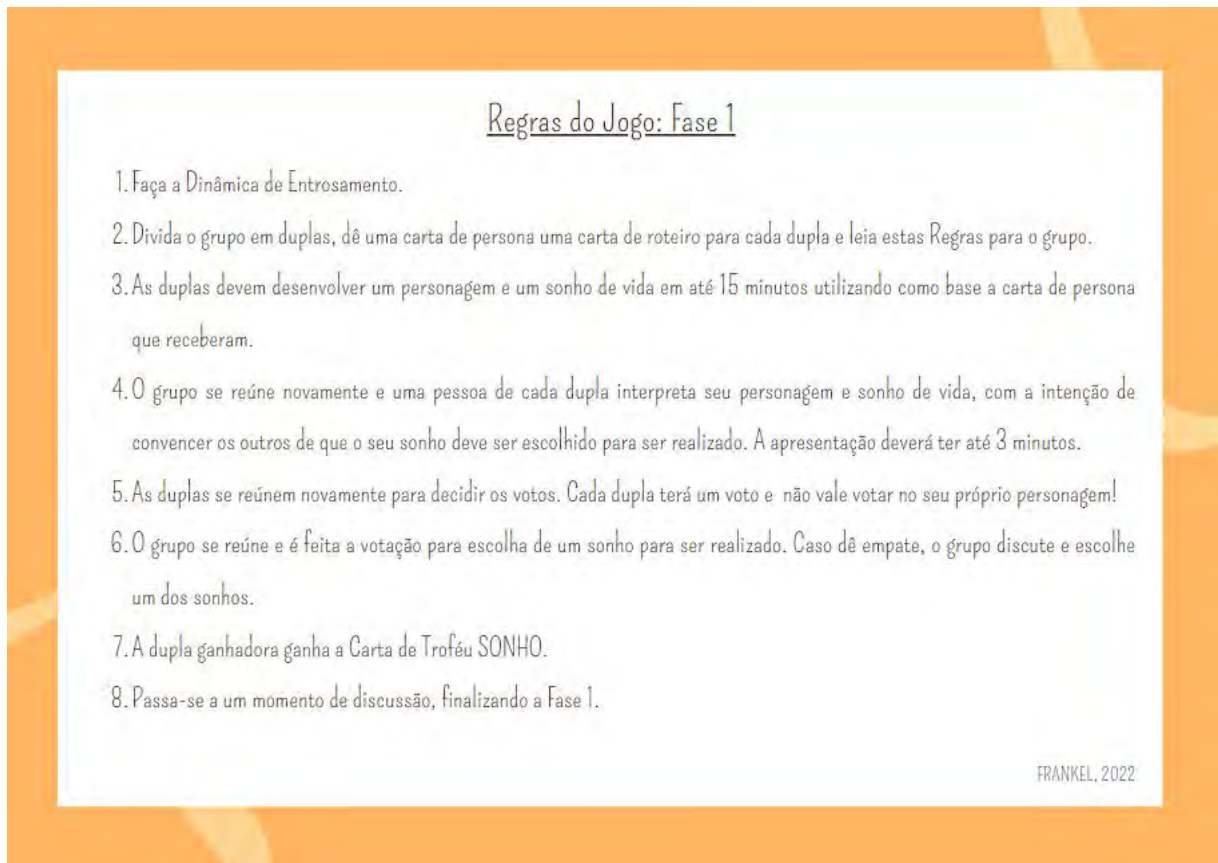 Regras do Jogo: Fase 1
1. Faça a Dinâmica de Entrosamento.
2. Divida o grupo em duplas, dê uma carta de persona uma carta de roteiro para cada dupla e leia estas Regras para o grupo.
3. As duplas devem desenvolver um personagem e um sonho de vida em até 15 minutos utilizando como base a carta de persona
que receberam.
4. O grupo se reúne novamente e uma pessoa de cada dupla interpreta seu personagem e sonho de vida, com a intenção de
convencer os outros de que o seu sonho deve ser escolhido para ser realizado. A apresentação deverá ter até 3 minutos.
5. As duplas se reúnem novamente para decidir os votos. Cada dupla terá um voto e não vale votar no seu próprio personagem!
6. O grupo se reúne e é feita a votação para escolha de um sonho para ser realizado. Caso dê empate, o grupo discute e escolhe
um dos sonhos.
7. A dupla ganhadora ganha a Carta de Troféu SONHO.
8. Passa-se a um momento de discussão, finalizando a Fase 1.
FRANKEL, 2022